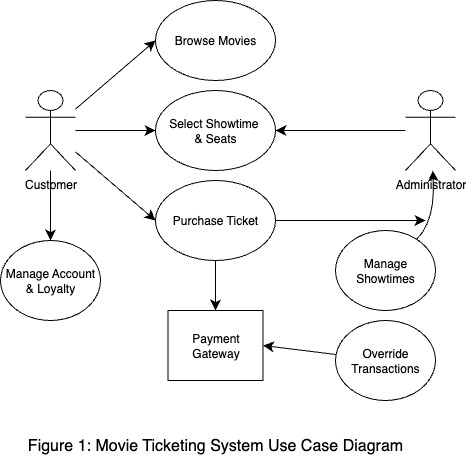 Browse Movies
Select Showtime
& Seats
Customer
Administrator
Purchase Ticket
Manage Account
& Loyalty
Manage
Showtimes
Payment
Gateway
Override
Transactions
Figure 1: Movie Ticketing System Use Case Diagram